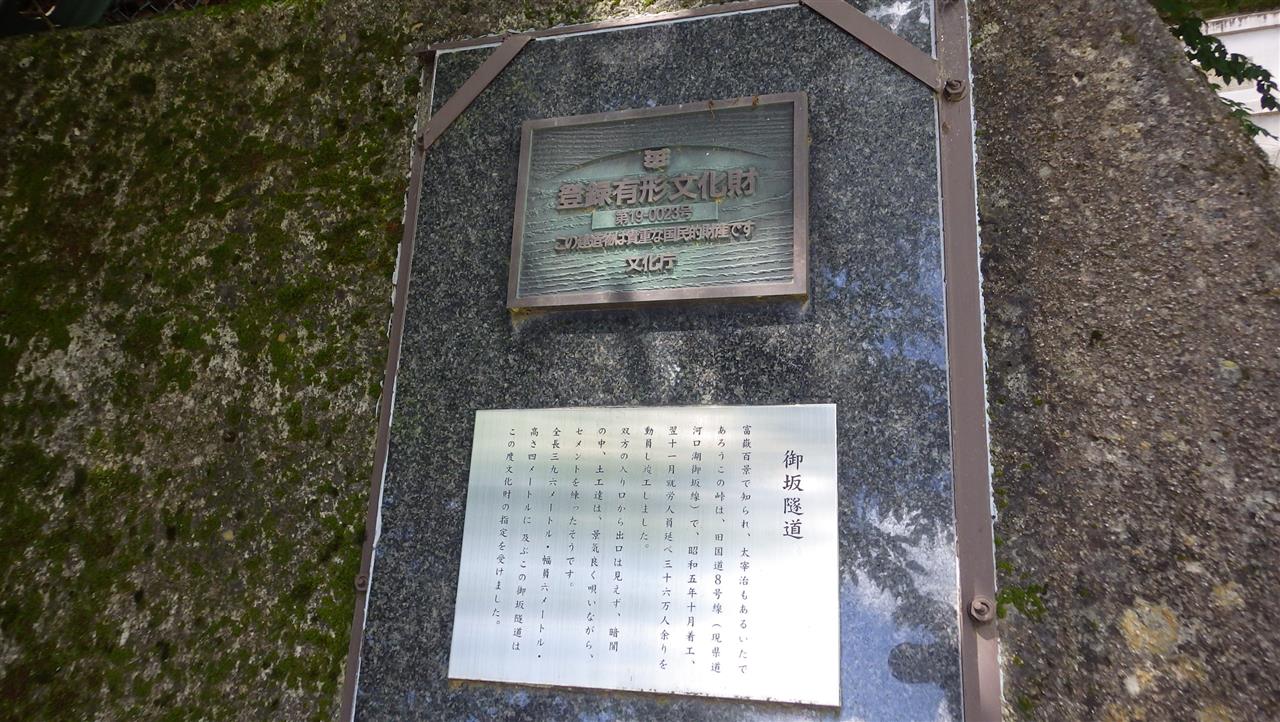 登録有形文化財
第19-0023号
この建造物は貴重な国民的財産です
文化庁
御坂隧道
富嶽百景で知られ、太宰治もあるいたで
あろうこの峠は、旧国道8号線（現県道
河口湖御坂線）で、昭和五年十月着工、
翌十一月就労人員延べ三十六万人余りを
動員し竣工しました。
双方の入り口から出口は見えず、暗闇
の中、土工達は、景気良く唄いながら、
セメントを練ったそうです。
全長三九六メートル・幅員六メートル・
高さ四メートルに及ぶこの御坂隧道は
この度文化財の指定を受けました。